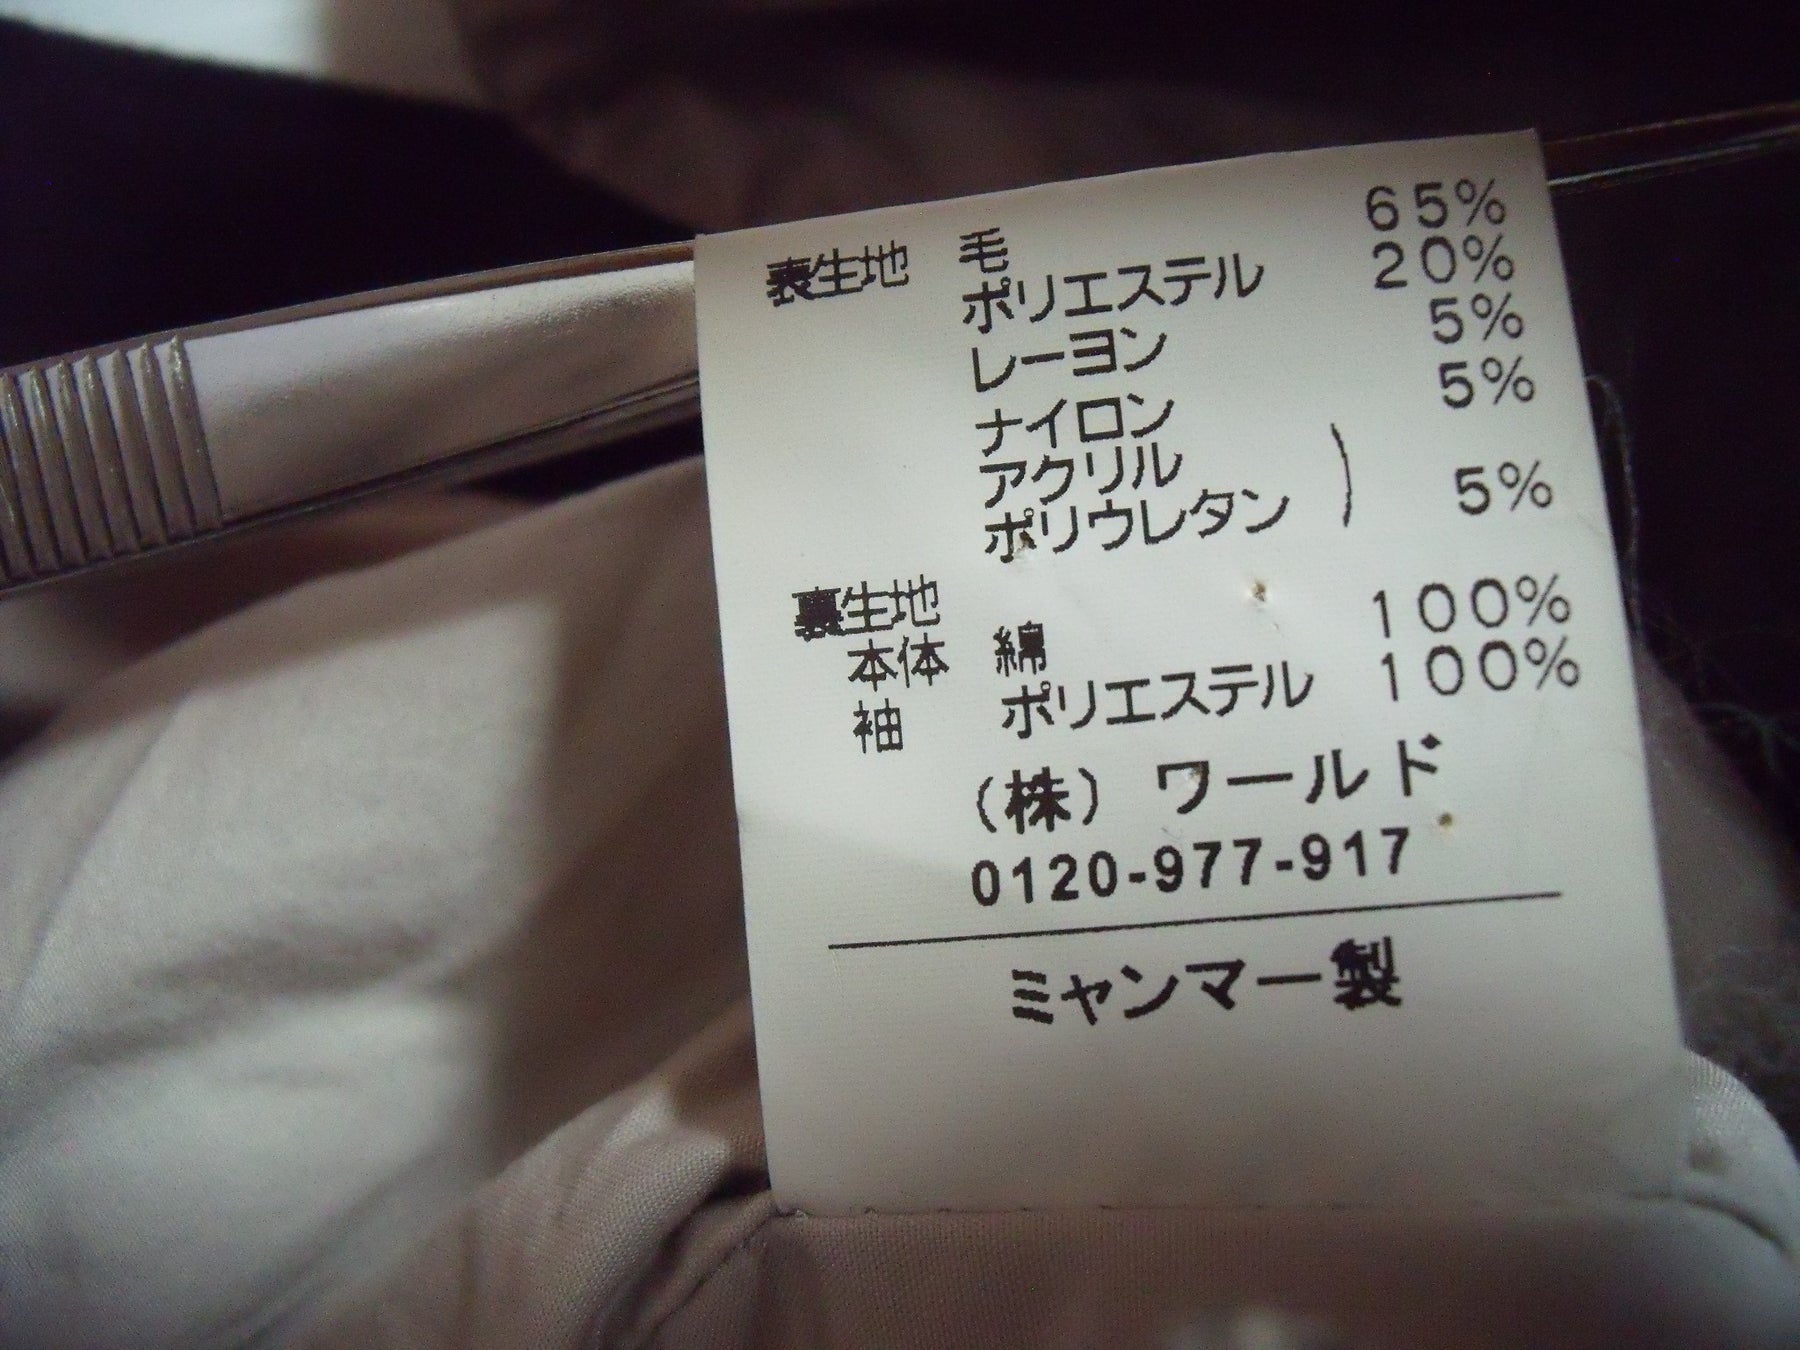 表生地 毛 65%
ポリエステル 20%
レーヨン 5%
ナイロン 5%
アクリル
ポリウレタン ) 5%
裏生地
本体 綿 100%
袖 ポリエステル 100%
(株) ワールド
0120-977-917
ミャンマー製